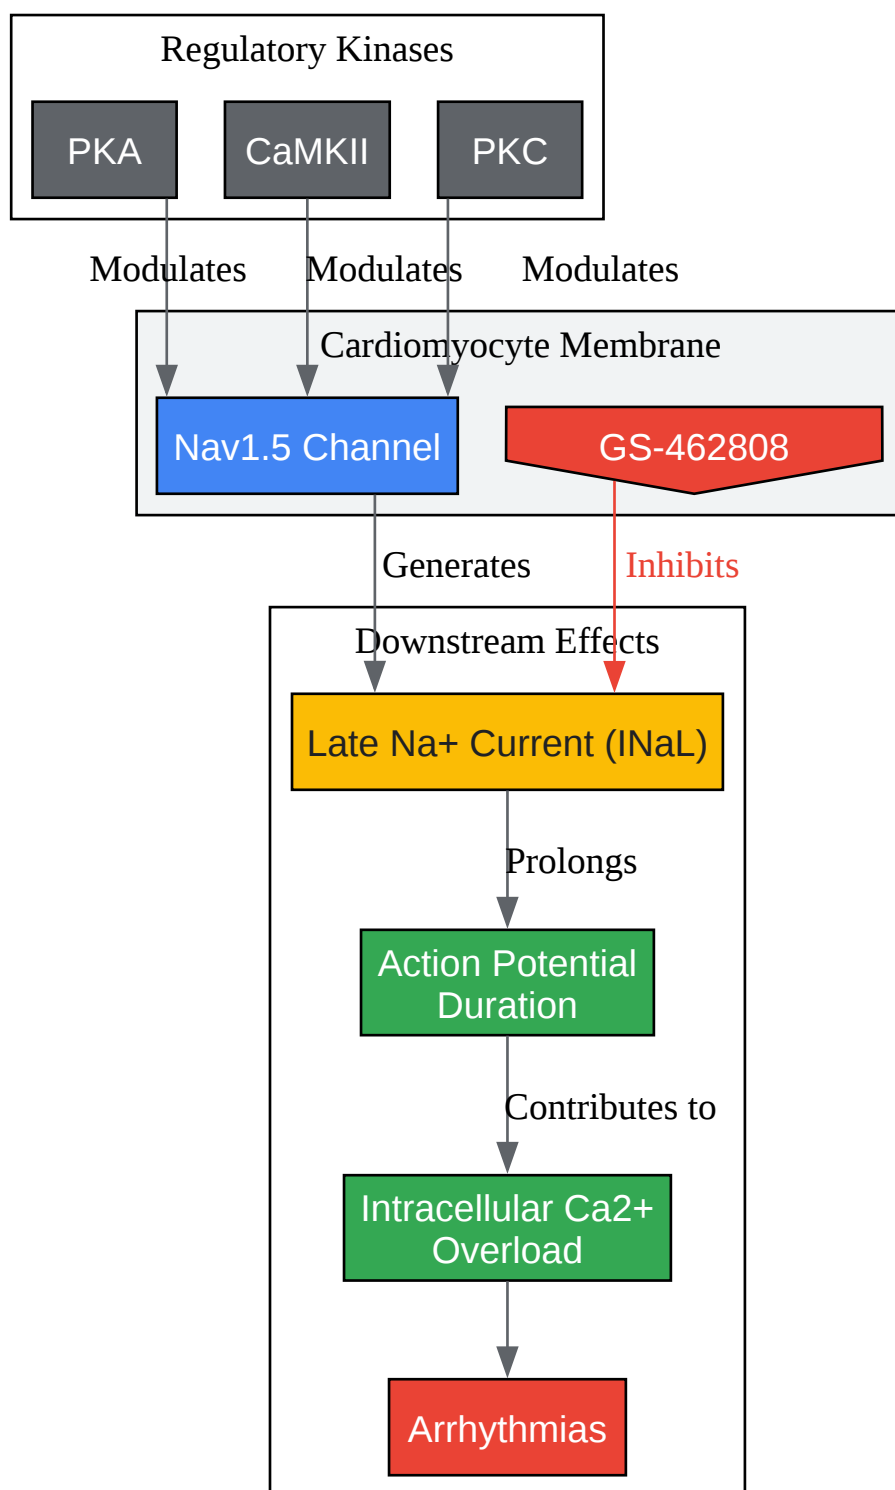 Regulatory Kinases
PKA
CaMKII
PKC
Modulates
Modulates
Modulates
Cardiomyocyte Membrane
Nav1.5 Channel
GS-462808
Generates
Inhibits
Downstream Effects
Late Na+ Current (INaL)
Prolongs
Action Potential
Duration
Contributes to
Intracellular Ca2+
Overload
Arrhythmias